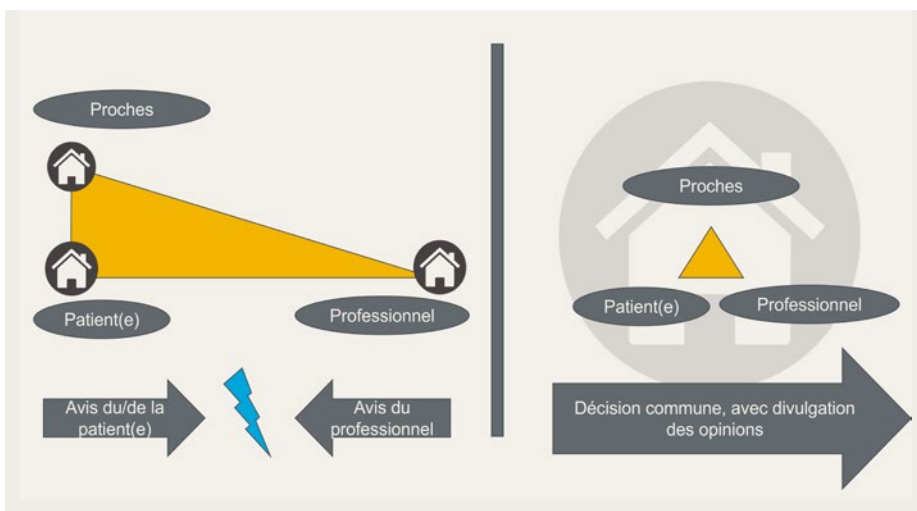 Proches
Patient(e)
Professionnel
Avis du/de la
patient(e)
Avis du
professionnel
Proches
Patient(e)
Professionnel
Décision commune, avec divulgation
des opinions